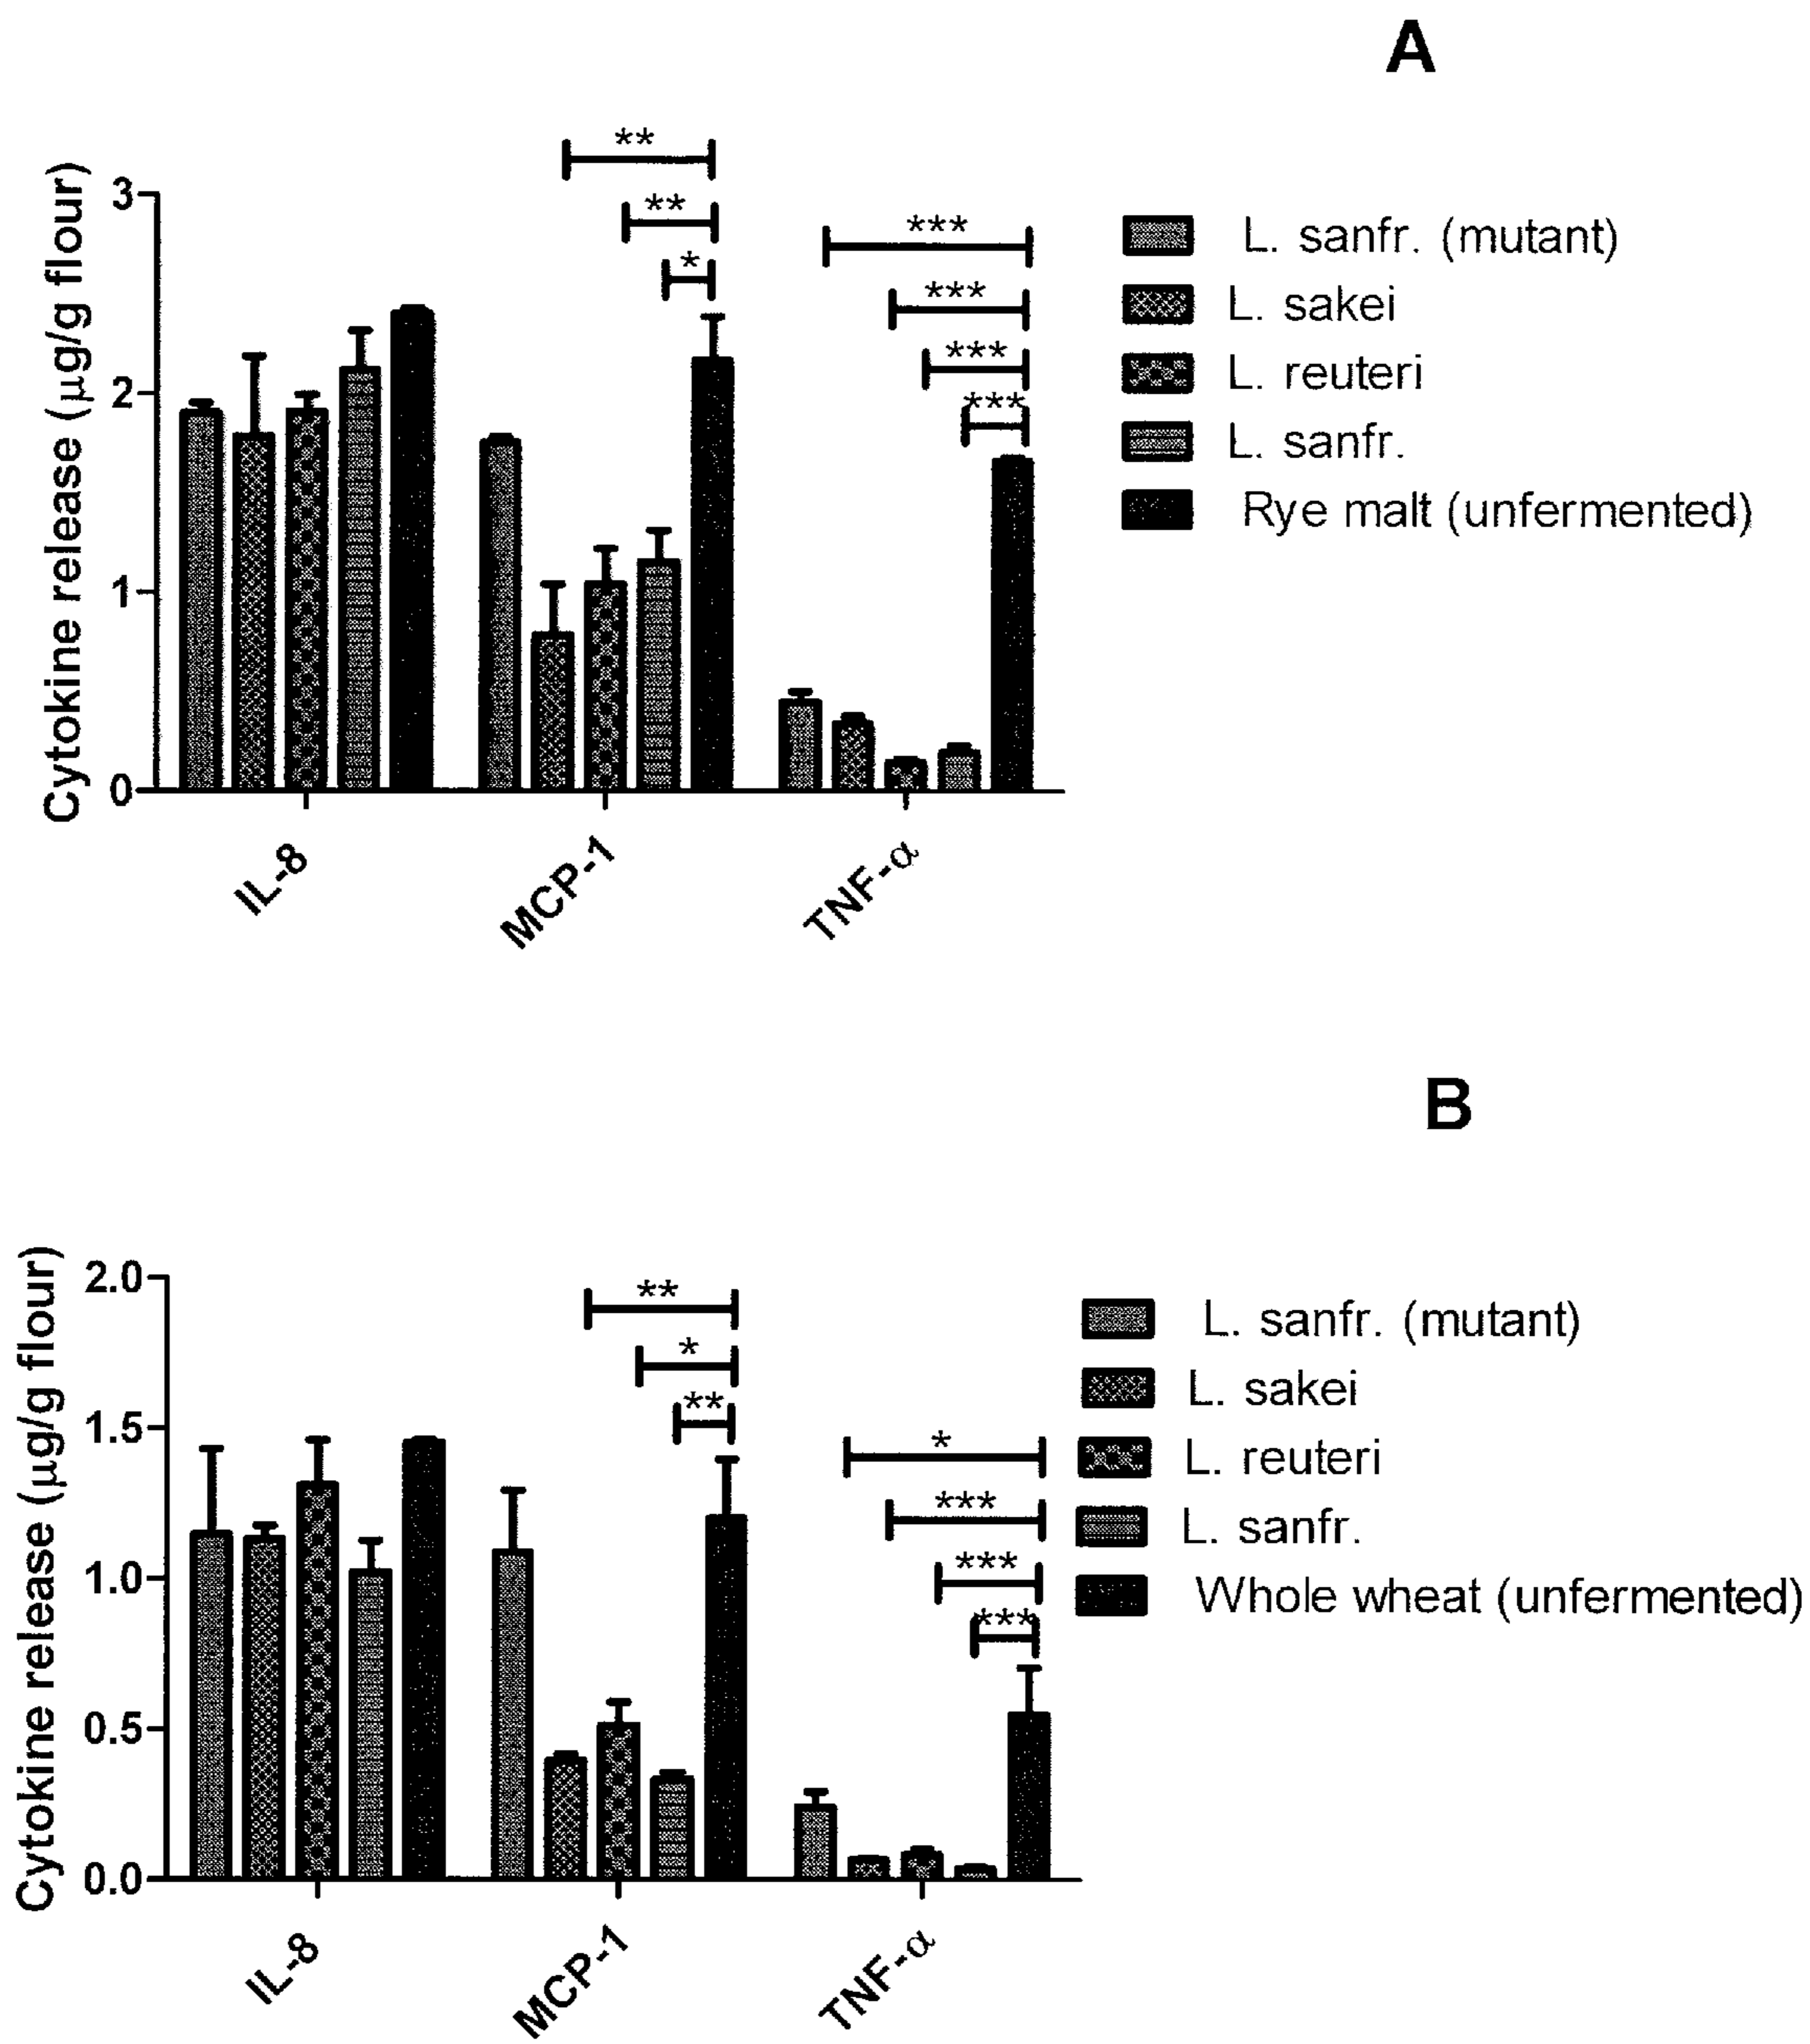 A
**
**
*
***
***
***
***
3
2
1
0
Cytokine release (µg/g flour)
IL-8
MCP-1
TNF-α
L. sanfr. (mutant)
L. sakei
L. reuteri
L. sanfr.
Rye malt (unfermented)
B
**
*
**
*
***
***
***
2.0
1.5
1.0
0.5
0.0
Cytokine release (µg/g flour)
IL-8
MCP-1
TNF-α
L. sanfr. (mutant)
L. sakei
L. reuteri
L. sanfr.
Whole wheat (unfermented)